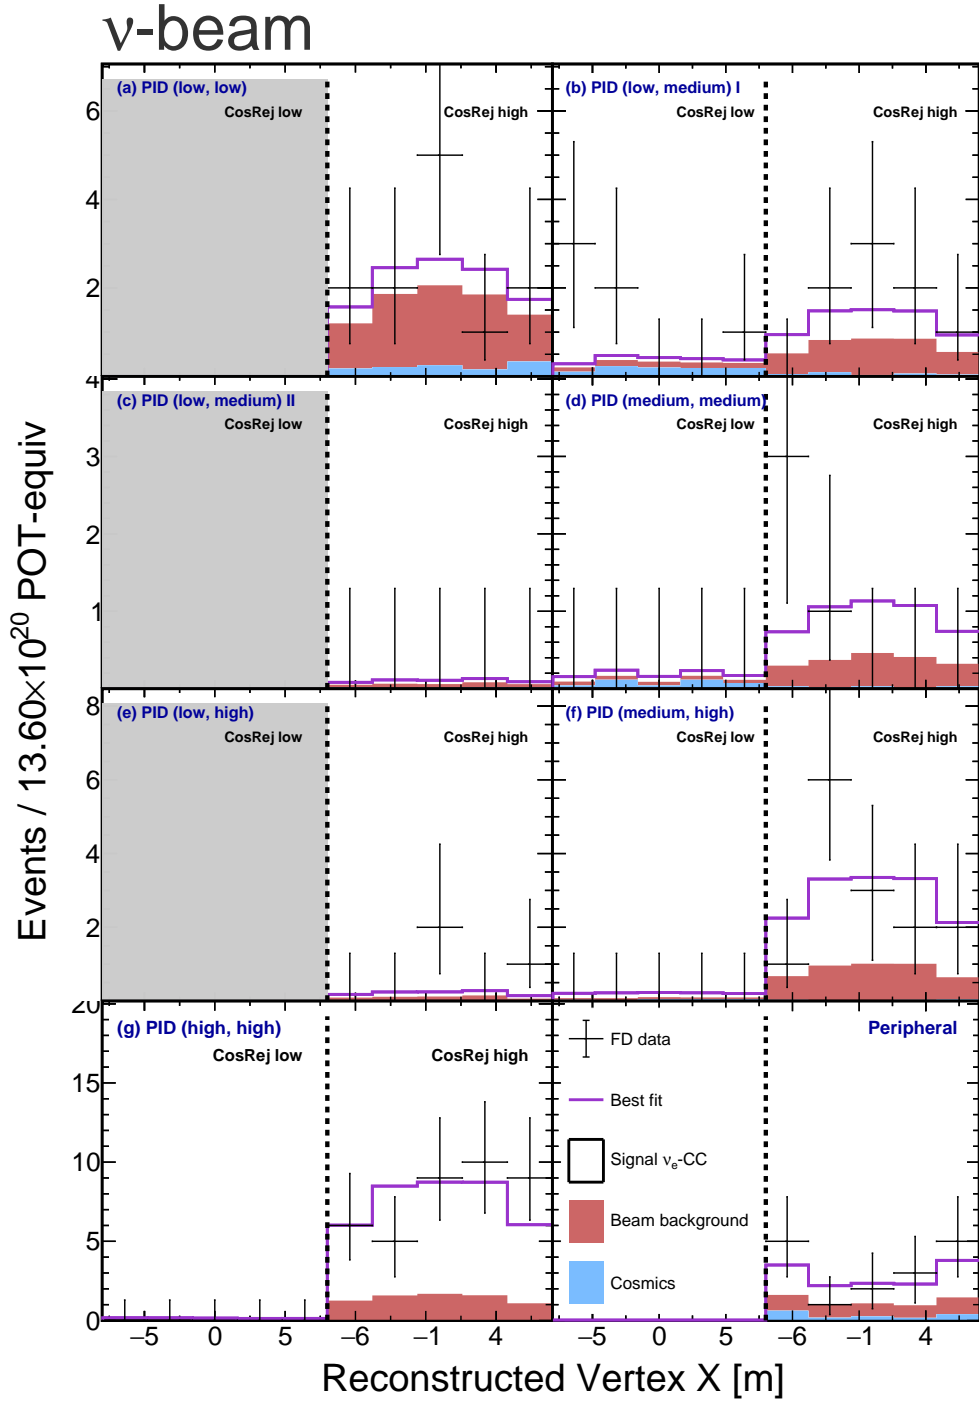 ν-beam
(a) PID (low, low)
CosRej low
CosRej high
(b) PID (low, medium) I
CosRej low
CosRej high
6
4
2
(c) PID (low, medium) II
CosRej low
CosRej high
(d) PID (medium, medium)
CosRej low
CosRej high
4
3
2
1
(e) PID (low, high)
CosRej low
CosRej high
(f) PID (medium, high)
CosRej low
CosRej high
8
6
4
2
(g) PID (high, high)
CosRej low
CosRej high
Peripheral
20
15
10
5
0
FD data
Best fit
Signal νe-CC
Beam background
Cosmics
−5 0 5 −6 −1 4 −5 0 5 −6 −1 4
Reconstructed Vertex X [m]
Events / 13.60×10^20 POT-equiv